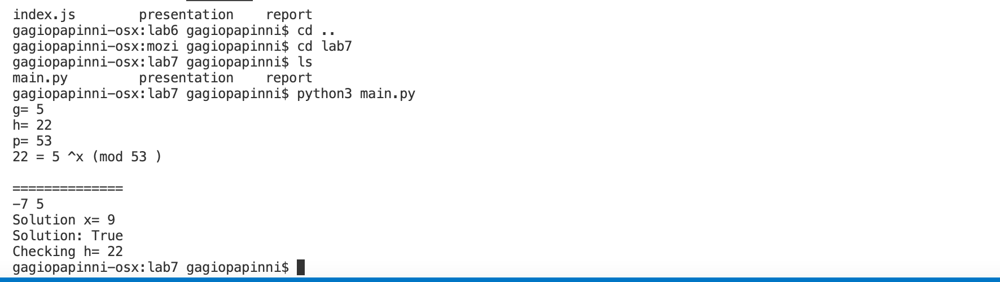 index.js        presentation    report
gagiopapinni-osx:lab6 gagiopapinni$ cd ..
gagiopapinni-osx:mozi gagiopapinni$ cd lab7
gagiopapinni-osx:lab7 gagiopapinni$ ls
main.py         presentation    report
gagiopapinni-osx:lab7 gagiopapinni$ python3 main.py
g= 5
h= 22
p= 53
22 = 5 ^x (mod 53 )
==============
-7 5
Solution x= 9
Solution: True
Checking h= 22
gagiopapinni-osx:lab7 gagiopapinni$